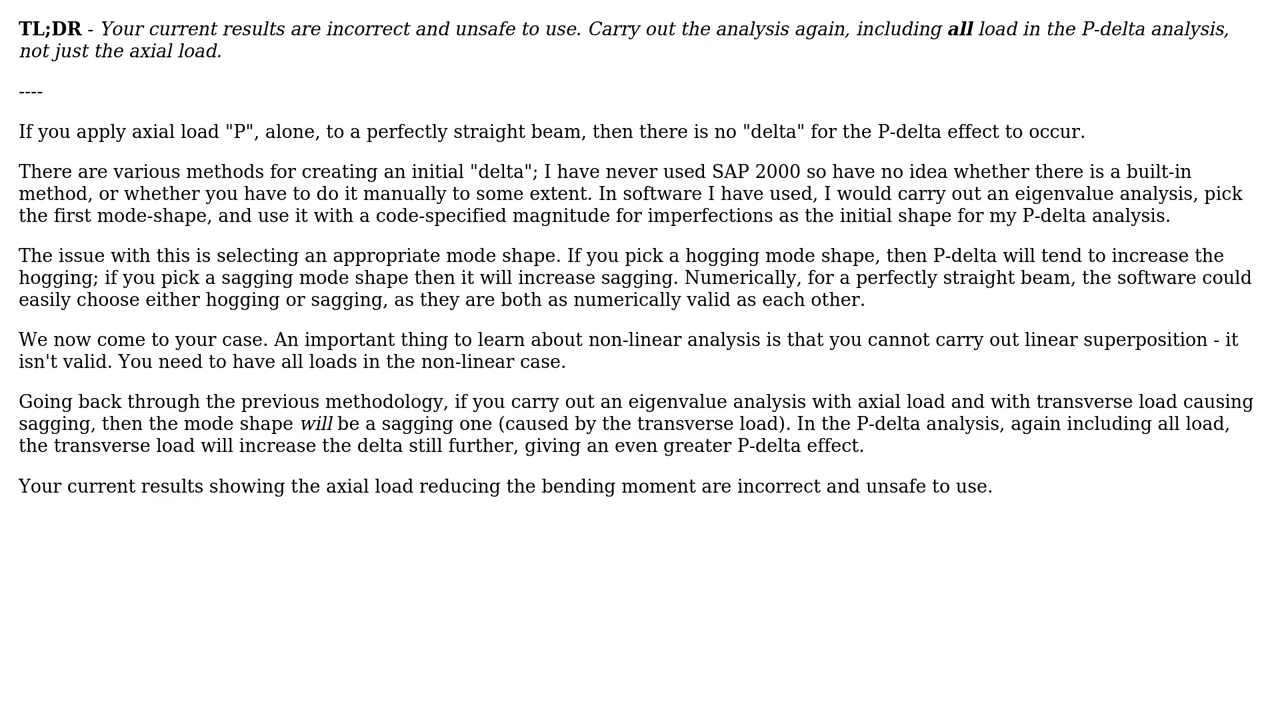 TL;DR - Your current results are incorrect and unsafe to use. Carry out the analysis again, including all load in the P-delta analysis,
not just the axial load.
----
If you apply axial load "P", alone, to a perfectly straight beam, then there is no "delta" for the P-delta effect to occur.
There are various methods for creating an initial "delta"; I have never used SAP 2000 so have no idea whether there is a built-in
method, or whether you have to do it manually to some extent. In software I have used, I would carry out an eigenvalue analysis, pick
the first mode-shape, and use it with a code-specified magnitude for imperfections as the initial shape for my P-delta analysis.
The issue with this is selecting an appropriate mode shape. If you pick a hogging mode shape, then P-delta will tend to increase the
hogging; if you pick a sagging mode shape then it will increase sagging. Numerically, for a perfectly straight beam, the software could
easily choose either hogging or sagging, as they are both as numerically valid as each other.
We now come to your case. An important thing to learn about non-linear analysis is that you cannot carry out linear superposition - it
isn't valid. You need to have all loads in the non-linear case.
Going back through the previous methodology, if you carry out an eigenvalue analysis with axial load and with transverse load causing
sagging, then the mode shape will be a sagging one (caused by the transverse load). In the P-delta analysis, again including all load,
the transverse load will increase the delta still further, giving an even greater P-delta effect.
Your current results showing the axial load reducing the bending moment are incorrect and unsafe to use.